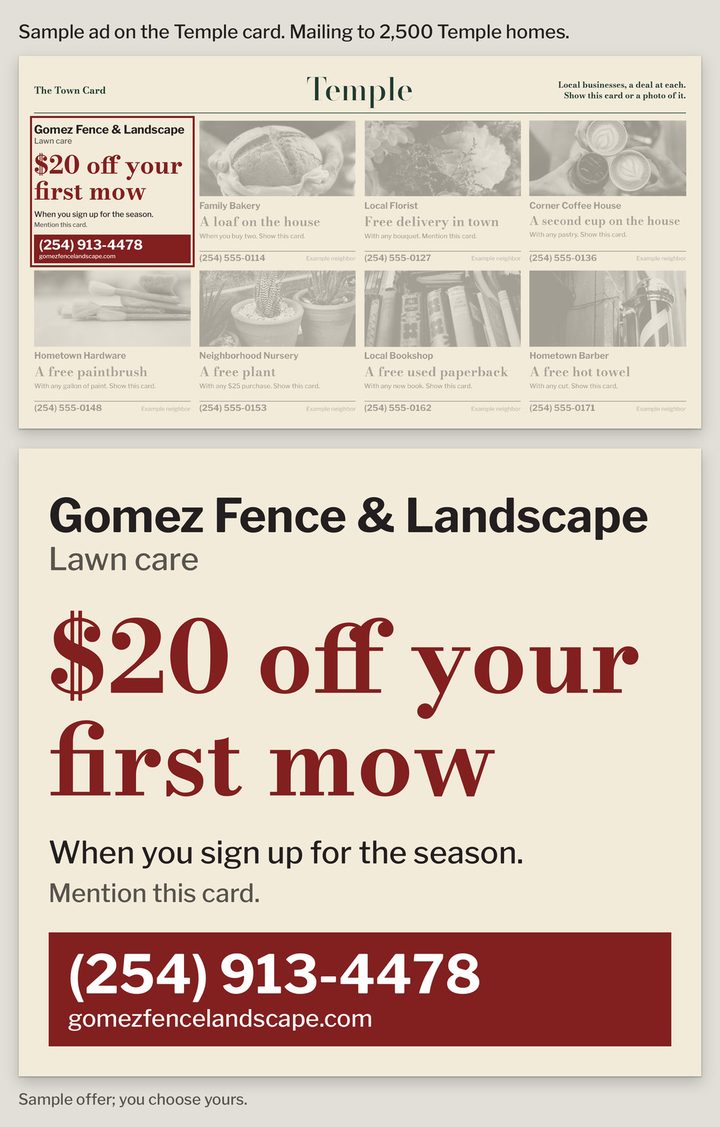 Sample ad on the Temple card. Mailing to 2,500 Temple homes.
The Town Card
Temple
Local businesses, a deal at each.
Show this card or a photo of it.
Gomez Fence & Landscape
Lawn care
$20 off your
first mow
When you sign up for the season.
Mention this card.
(254) 913-4478
gomezfencelandscape.com
Family Bakery
A loaf on the house
When you buy two. Show this card.
(254) 555-0114
Example neighbor
Local Florist
Free delivery in town
With any bouquet. Mention this card.
(254) 555-0127
Example neighbor
Corner Coffee House
A second cup on the house
With any pastry. Show this card.
(254) 555-0136
Example neighbor
Hometown Hardware
A free paintbrush
With any gallon of paint. Show this card.
(254) 555-0148
Example neighbor
Neighborhood Nursery
A free plant
With any $25 purchase. Show this card.
(254) 555-0153
Example neighbor
Local Bookshop
A free used paperback
With any new book. Show this card.
(254) 555-0162
Example neighbor
Hometown Barber
A free hot towel
With any cut. Show this card.
(254) 555-0171
Example neighbor
Gomez Fence & Landscape
Lawn care
$20 off your
first mow
When you sign up for the season.
Mention this card.
(254) 913-4478
gomezfencelandscape.com
Sample offer; you choose yours.